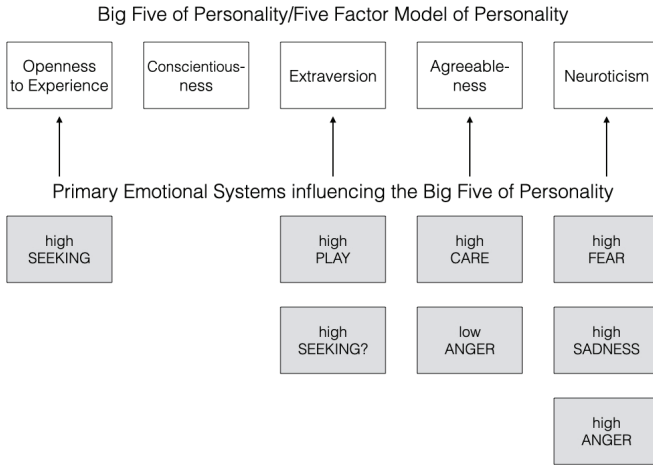 Big Five of Personality/Five Factor Model of Personality
Openness
to Experience
Conscientious-
ness
Extraversion
Agreeable-
ness
Neuroticism
Primary Emotional Systems influencing the Big Five of Personality
high
SEEKING
high
PLAY
high
CARE
high
FEAR
high
SEEKING?
low
ANGER
high
SADNESS
high
ANGER